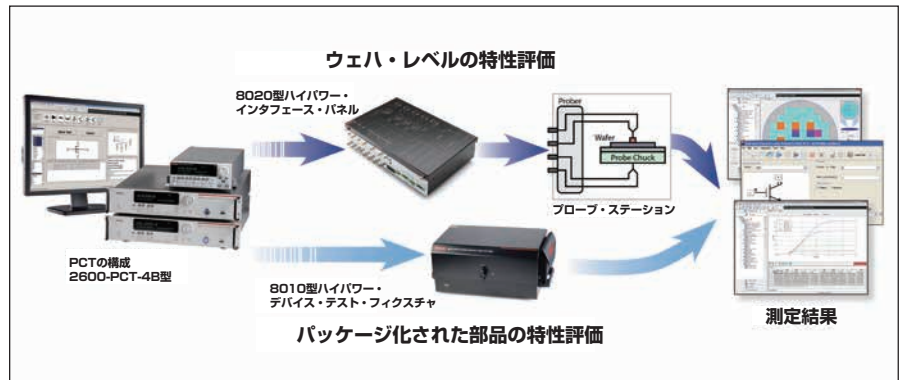 ウェハ・レベルの特性評価
8020型ハイパワー・
インタフェース・パネル
Prober
Wafer
Probe Chuck
プローブ・ステーション
PCTの構成
2600-PCT-4B型
8010型ハイパワー・
デバイス・テスト・フィクスチャ
パッケージ化された部品の特性評価
測定結果